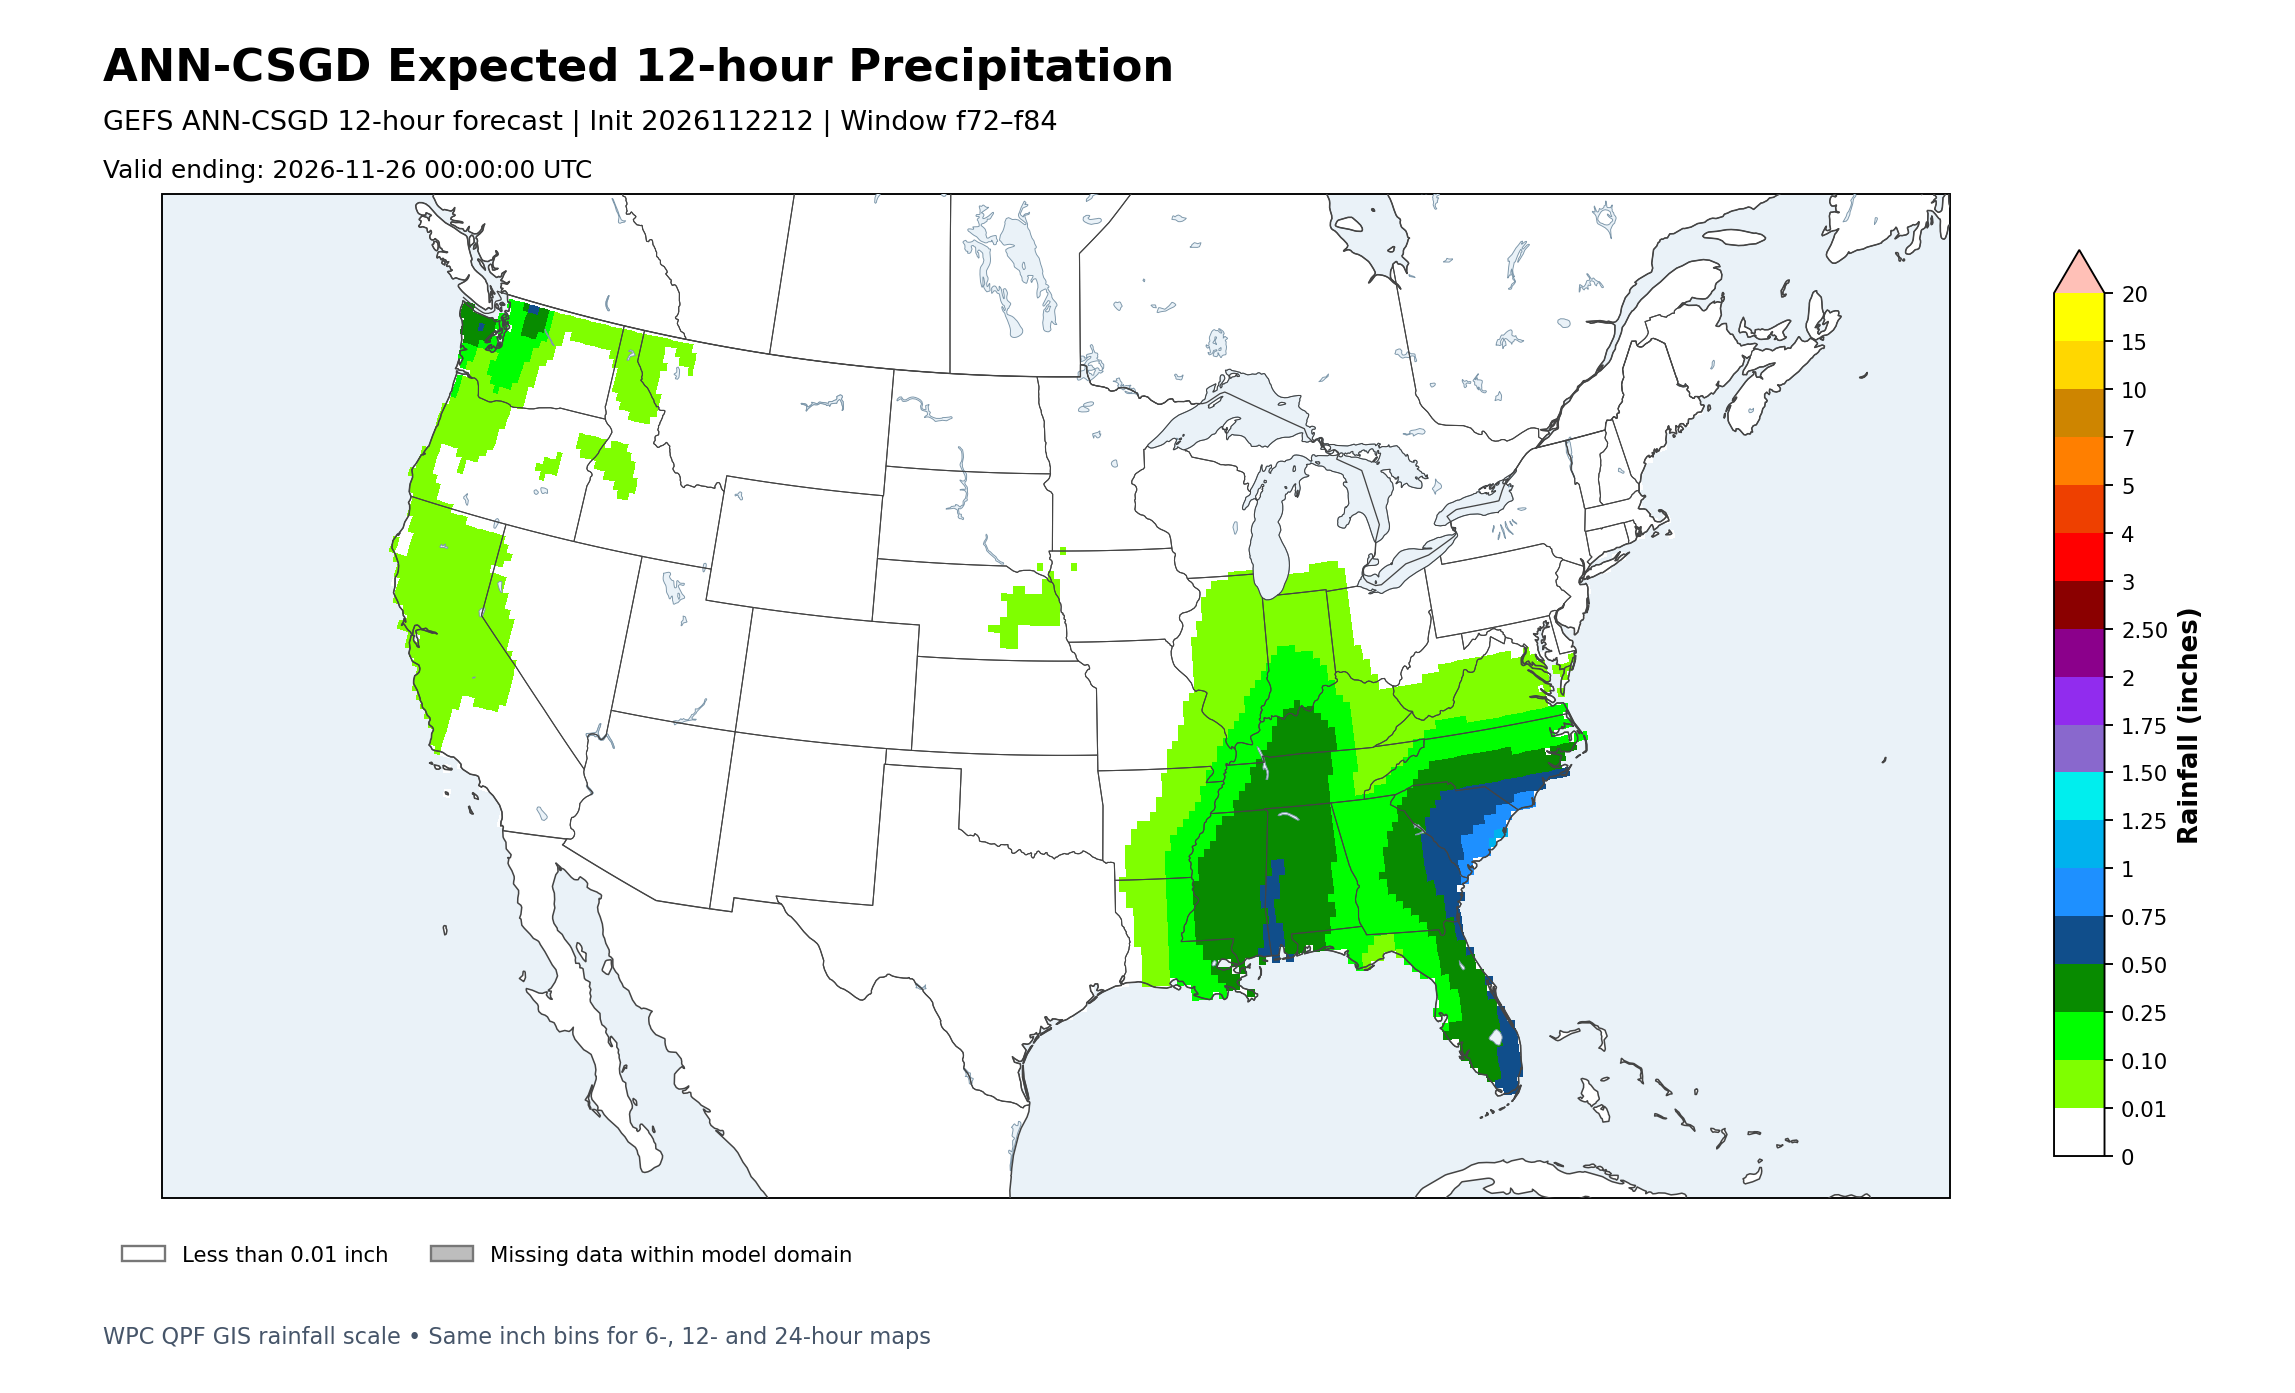 ANN-CSGD Expected 12-hour Precipitation
GEFS ANN-CSGD 12-hour forecast | Init 2026112212 | Window f72–f84
Valid ending: 2026-11-26 00:00:00 UTC
20
15
10
7
5
4
3
2.50
2
1.75
1.50
1.25
1
0.75
0.50
0.25
0.10
0.01
0
Rainfall (inches)
Less than 0.01 inch
Missing data within model domain
WPC QPF GIS rainfall scale • Same inch bins for 6-, 12- and 24-hour maps